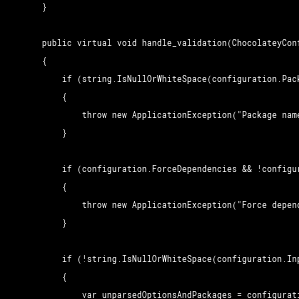 }
public virtual void handle_validation(ChocolateyConf
{
if (string.IsNullOrWhiteSpace(configuration.Pack
{
throw new ApplicationException("Package name
}
if (configuration.ForceDependencies && !configur
{
throw new ApplicationException("Force depend
}
if (!string.IsNullOrWhiteSpace(configuration.Inp
{
var unparsedOptionsAndPackages = configurati